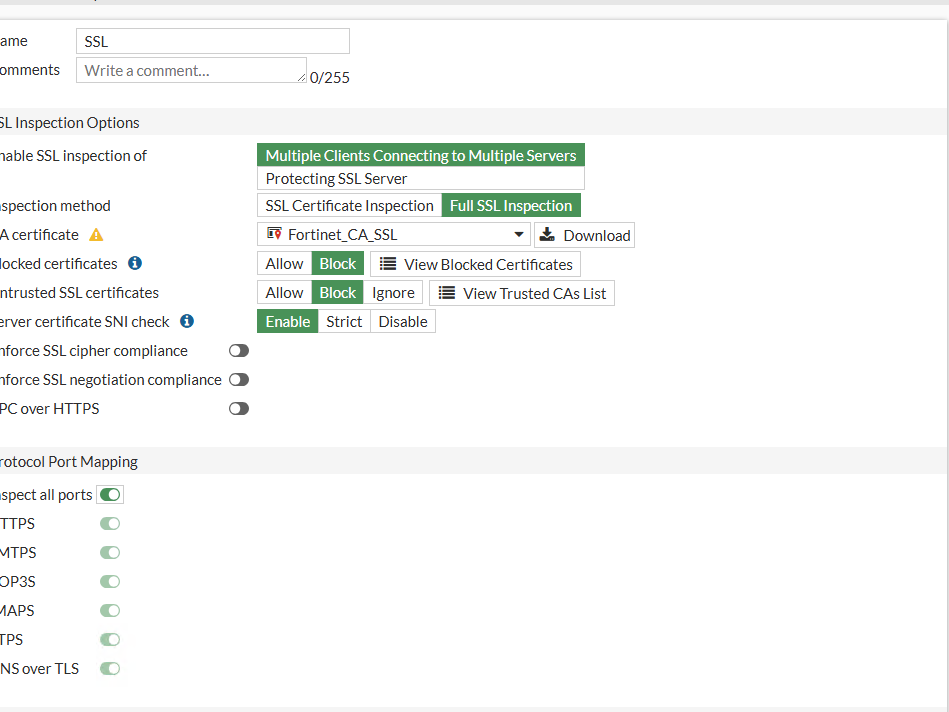 ame SSL
omments Write a comment... 0/255
SL Inspection Options
nable SSL inspection of Multiple Clients Connecting to Multiple Servers
Protecting SSL Server
spection method SSL Certificate Inspection Full SSL Inspection
A certificate Fortinet_CA_SSL Download
locked certificates Allow Block View Blocked Certificates
ntrusted SSL certificates Allow Block Ignore View Trusted CAs List
erver certificate SNI check Enable Strict Disable
nforce SSL cipher compliance
nforce SSL negotiation compliance
PC over HTTPS
rotocol Port Mapping
spect all ports
TTPS
MTPS
OP3S
MAPS
TPS
NS over TLS